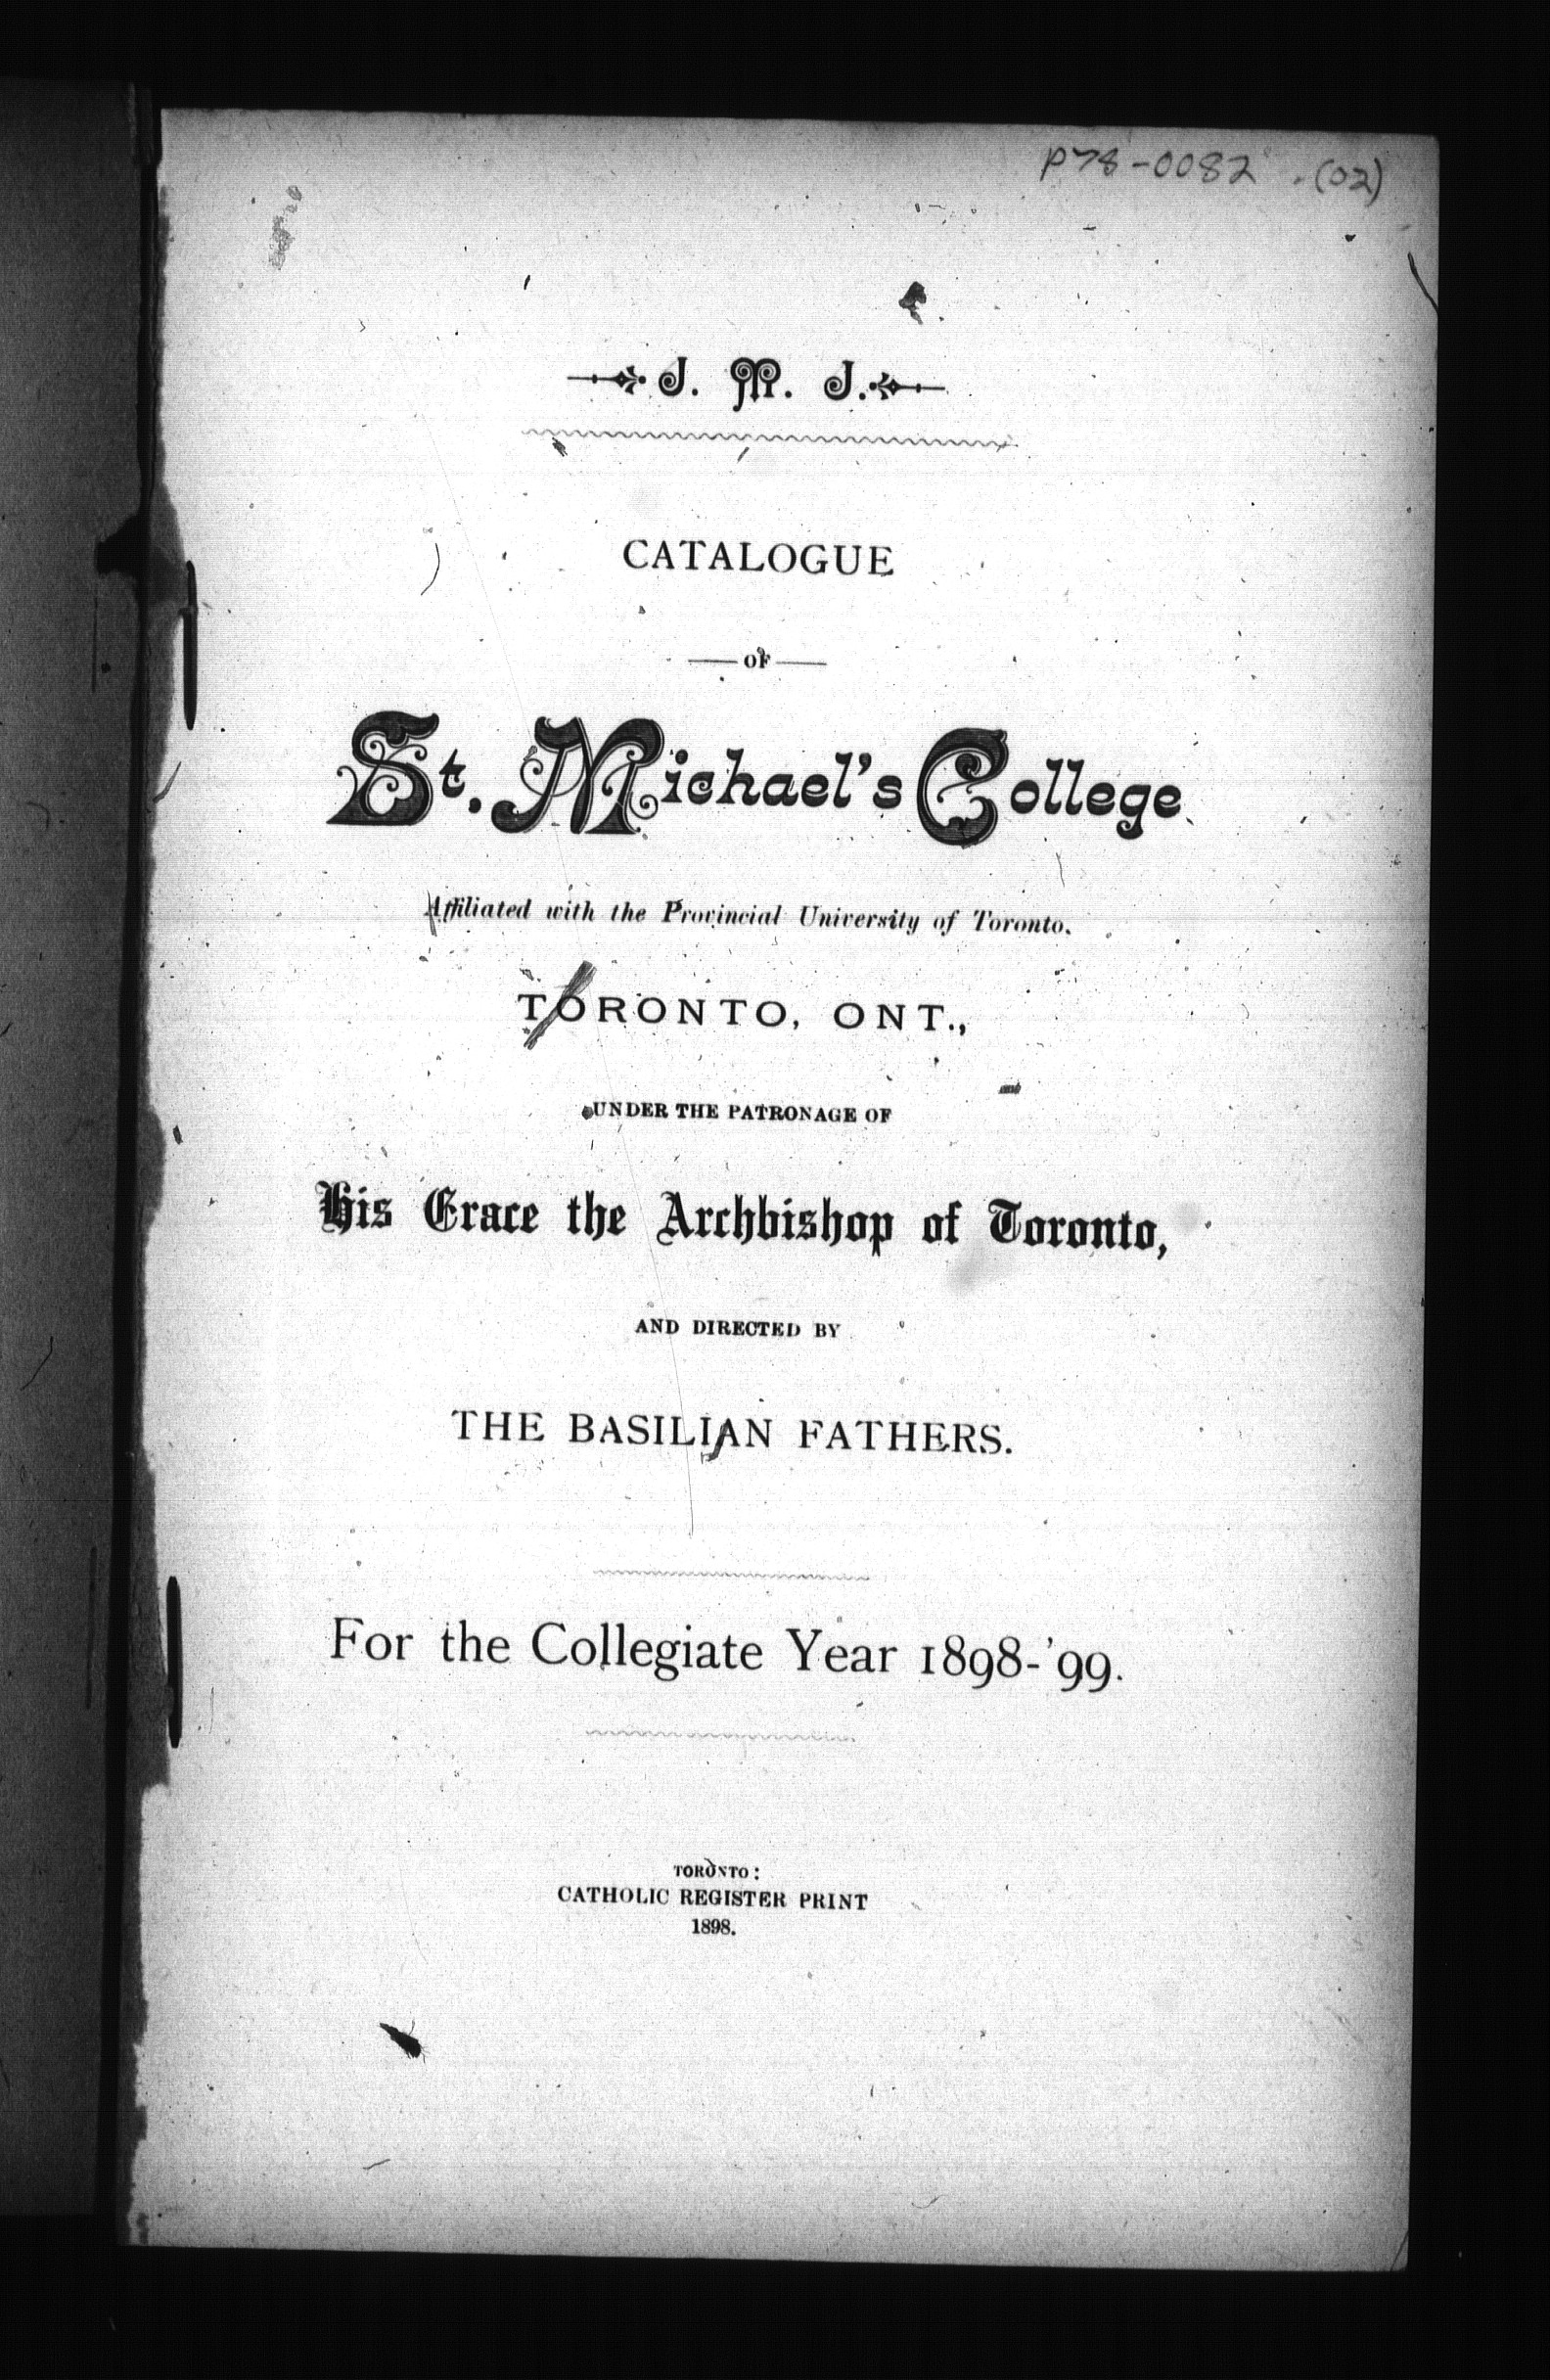 P78-0082 (02)
J. M. J.
CATALOGUE
OF
St. Michael's College
Affiliated with the Provincial University of Toronto.
TORONTO, ONT.,
UNDER THE PATRONAGE OF
His Grace the Archbishop of Toronto,
AND DIRECTED BY
THE BASILIAN FATHERS.
For the Collegiate Year 1898-'99.
TORONTO:
CATHOLIC REGISTER PRINT
1898.